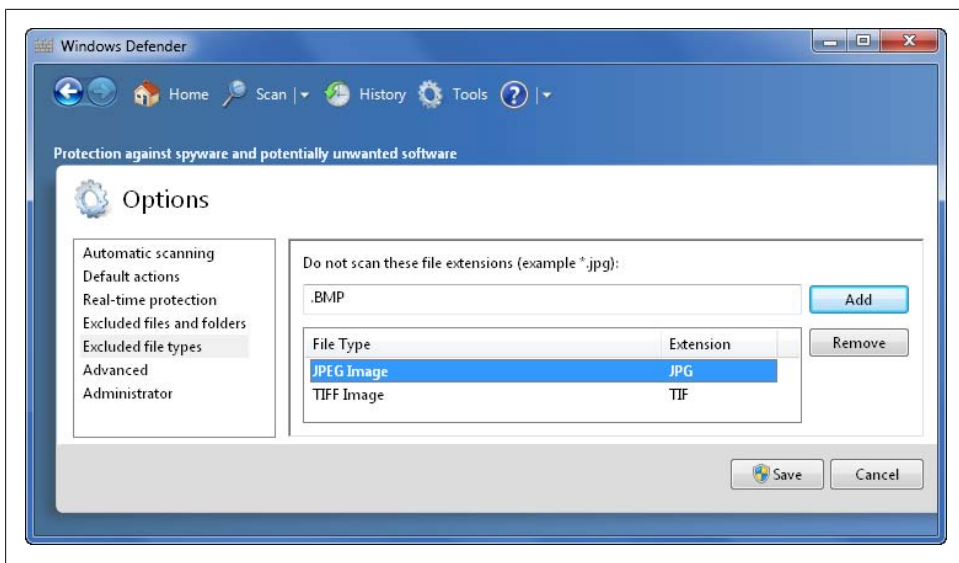 Windows Defender
Home Scan History Tools
Protection against spyware and potentially unwanted software
Options
Automatic scanning
Default actions
Real-time protection
Excluded files and folders
Excluded file types
Advanced
Administrator
Do not scan these file extensions (example *.jpg):
.BMP Add
File Type Extension Remove
JPEG Image JPG
TIFF Image TIF
Save Cancel